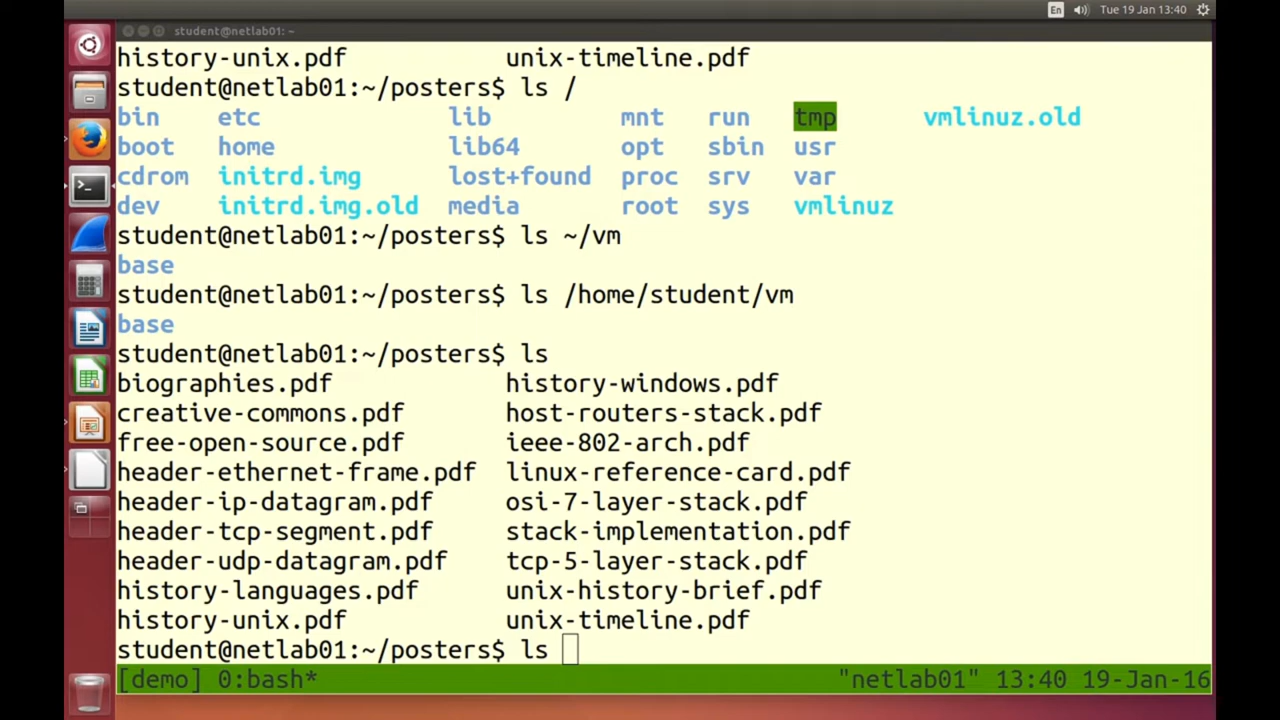 En Tue 19 Jan 13:40
student@netlab01: ~
history-unix.pdf unix-timeline.pdf
student@netlab01:~/posters$ ls /
bin etc lib mnt run tmp vmlinuz.old
boot home lib64 opt sbin usr
cdrom initrd.img lost+found proc srv var
dev initrd.img.old media root sys vmlinuz
student@netlab01:~/posters$ ls ~/vm
base
student@netlab01:~/posters$ ls /home/student/vm
base
student@netlab01:~/posters$ ls
biographies.pdf history-windows.pdf
creative-commons.pdf host-routers-stack.pdf
free-open-source.pdf ieee-802-arch.pdf
header-ethernet-frame.pdf linux-reference-card.pdf
header-ip-datagram.pdf osi-7-layer-stack.pdf
header-tcp-segment.pdf stack-implementation.pdf
header-udp-datagram.pdf tcp-5-layer-stack.pdf
history-languages.pdf unix-history-brief.pdf
history-unix.pdf unix-timeline.pdf
student@netlab01:~/posters$ ls
[demo] 0:bash* "netlab01" 13:40 19-Jan-16